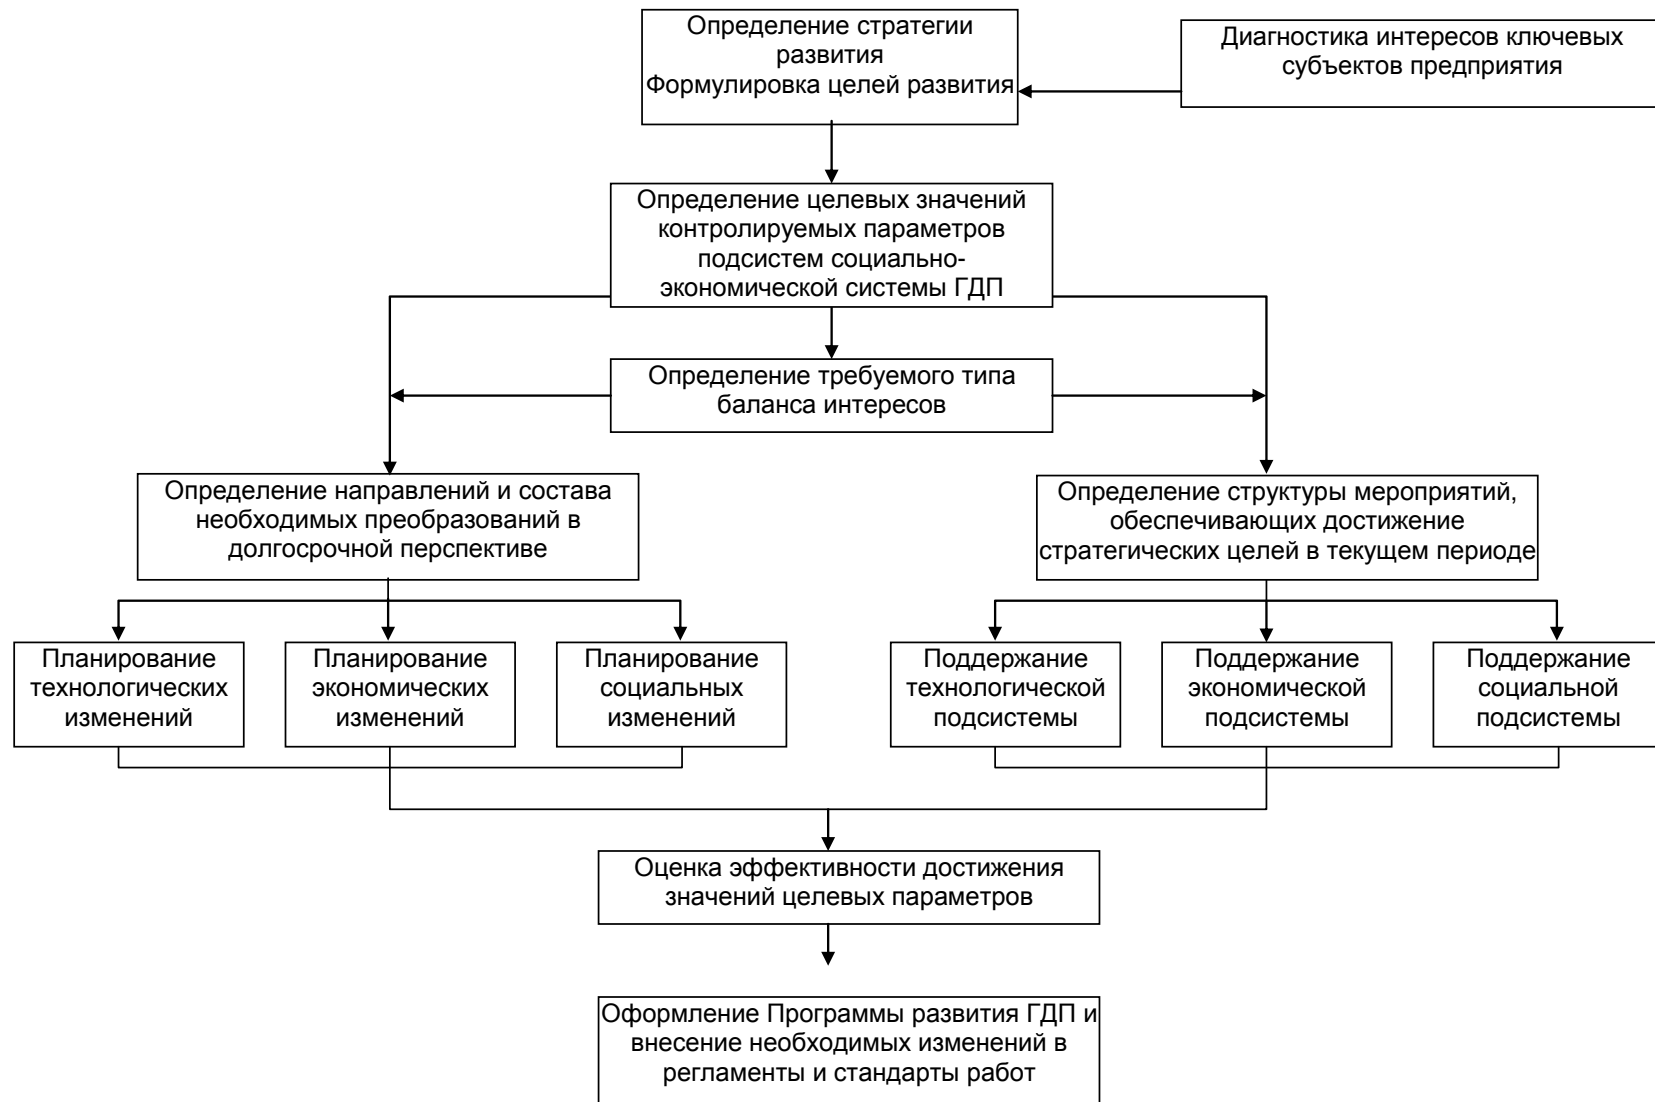 Определение стратегии
развития
Формулировка целей развития
Диагностика интересов ключевых
субъектов предприятия
Определение целевых значений
контролируемых параметров
подсистем социально-
экономической системы ГДП
Определение требуемого типа
баланса интересов
Определение направлений и состава
необходимых преобразований в
долгосрочной перспективе
Определение структуры мероприятий,
обеспечивающих достижение
стратегических целей в текущем периоде
Планирование
технологических
изменений
Планирование
экономических
изменений
Планирование
социальных
изменений
Поддержание
технологической
подсистемы
Поддержание
экономической
подсистемы
Поддержание
социальной
подсистемы
Оценка эффективности достижения
значений целевых параметров
Оформление Программы развития ГДП и
внесение необходимых изменений в
регламенты и стандарты работ